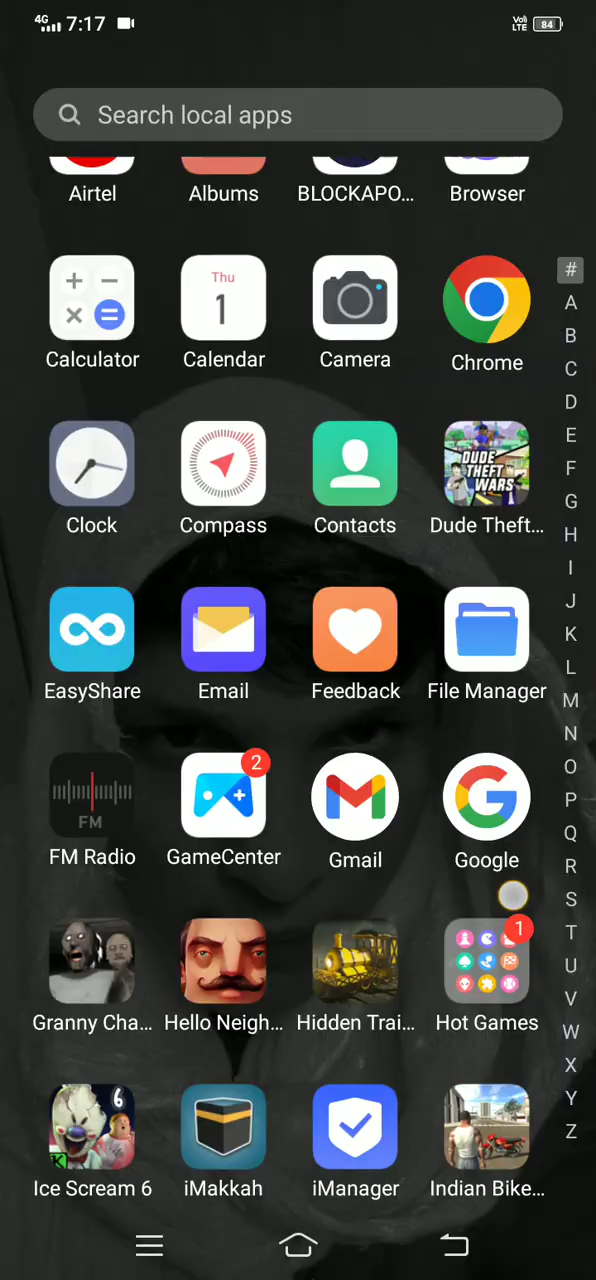 4G 7:17 Vo) LTE 84
Search local apps
Airtel Albums BLOCKAPO... Browser
Thu
1
Calculator Calendar Camera Chrome
DUDE
THEFT
WARS
Clock Compass Contacts Dude Theft...
EasyShare Email Feedback File Manager
2
FM
FM Radio GameCenter Gmail Google
1
Granny Cha... Hello Neigh... Hidden Trai... Hot Games
6
K
Ice Scream 6 iMakkah iManager Indian Bike...
#
A
B
C
D
E
F
G
H
I
J
K
L
M
N
O
P
Q
R
S
T
U
V
W
X
Y
Z